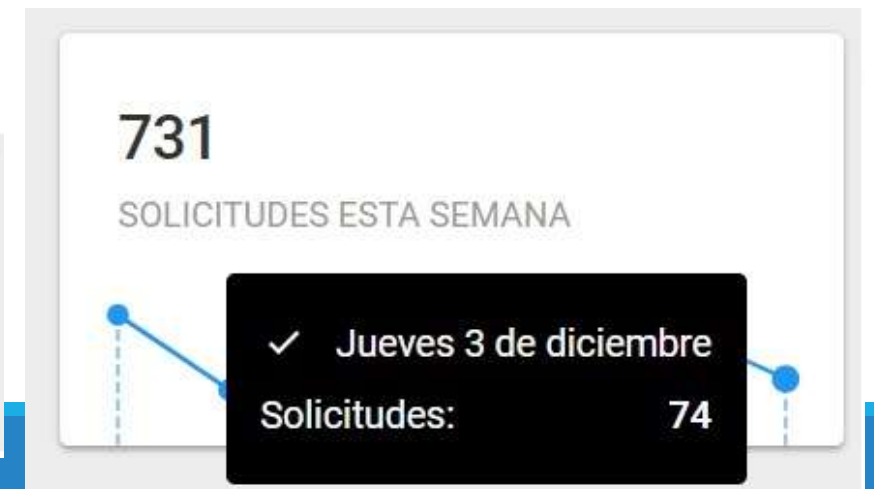 731
SOLICITUDES ESTA SEMANA
Jueves 3 de diciembre
Solicitudes: 74